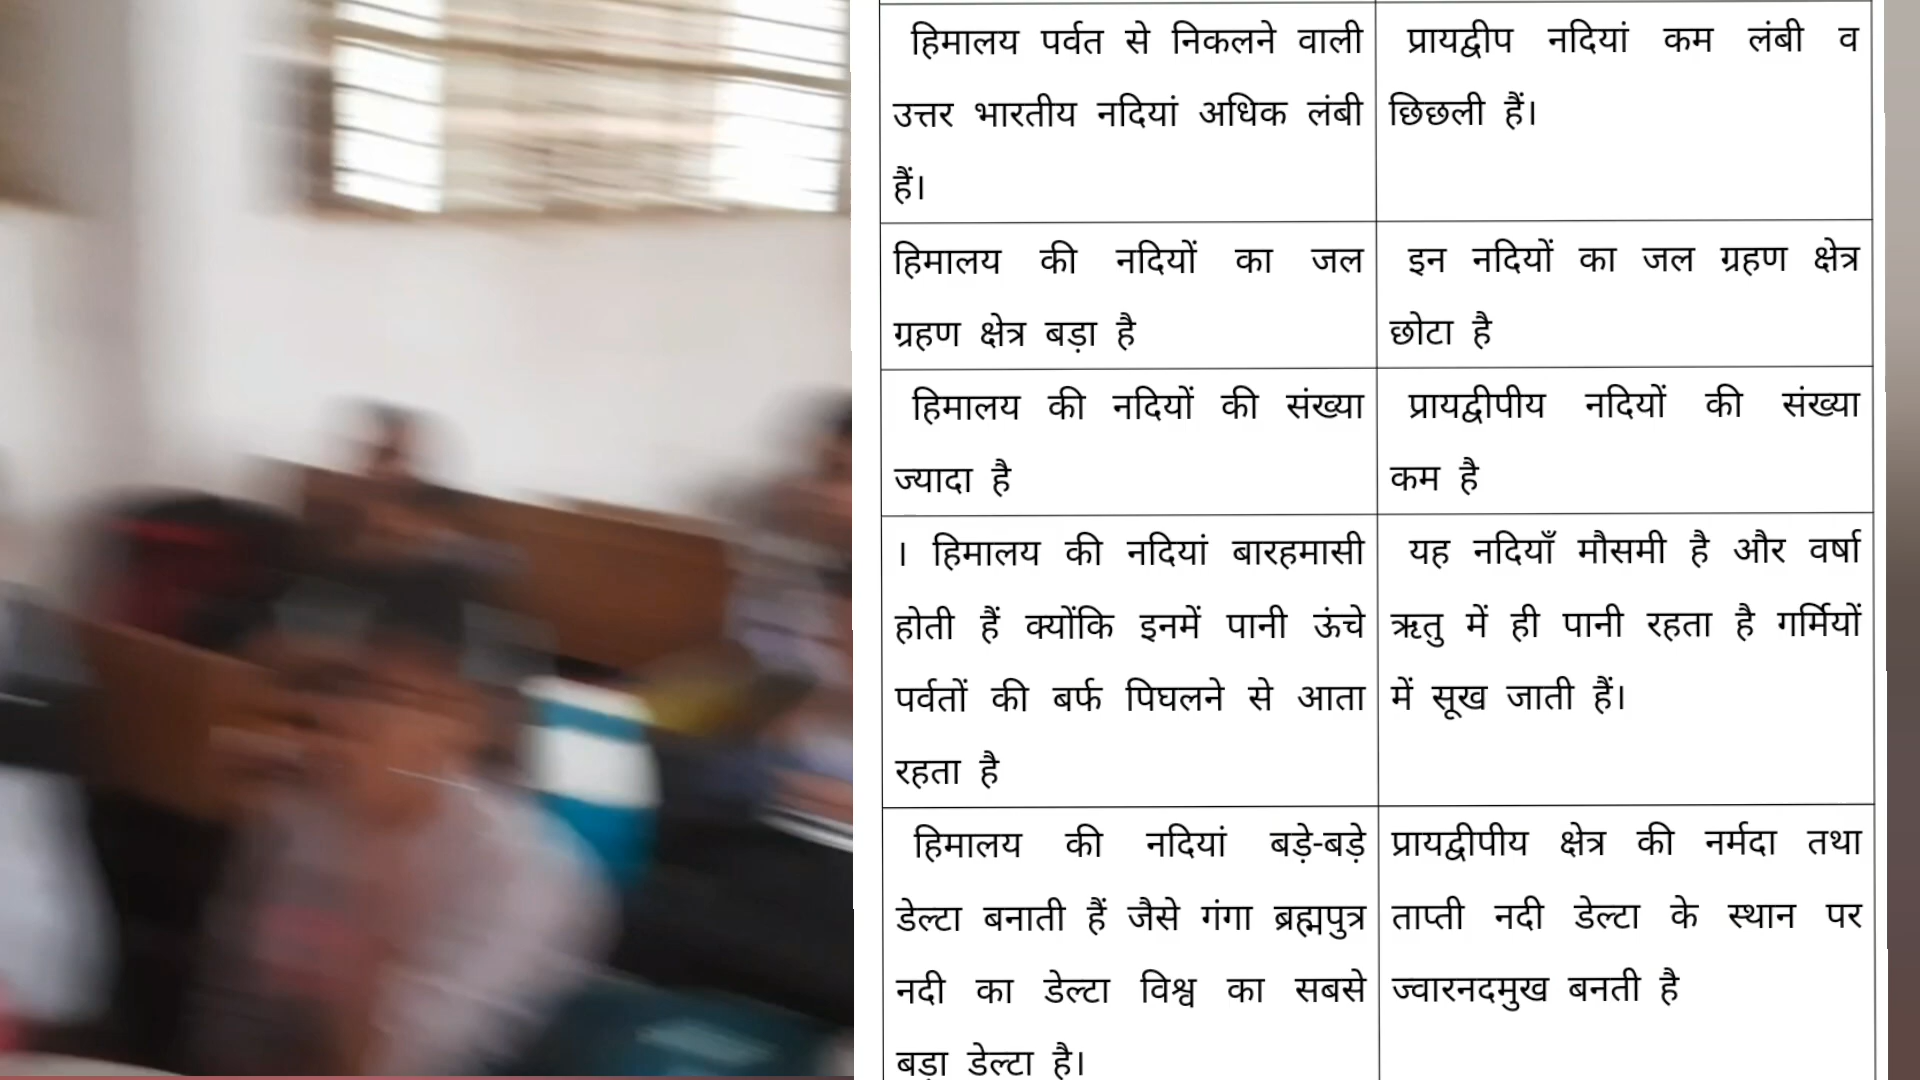 हिमालय पर्वत से निकलने वाली
उत्तर भारतीय नदियां अधिक लंबी
हैं।
प्रायद्वीप नदियां कम लंबी व
छिछली हैं।
हिमालय की नदियों का जल
ग्रहण क्षेत्र बड़ा है
इन नदियों का जल ग्रहण क्षेत्र
छोटा है
हिमालय की नदियों की संख्या
ज्यादा है
प्रायद्वीपीय नदियों की संख्या
कम है
। हिमालय की नदियां बारहमासी
होती हैं क्योंकि इनमें पानी ऊंचे
पर्वतों की बर्फ पिघलने से आता
रहता है
यह नदियाँ मौसमी है और वर्षा
ऋतु में ही पानी रहता है गर्मियों
में सूख जाती हैं।
हिमालय की नदियां बड़े-बड़े
डेल्टा बनाती हैं जैसे गंगा ब्रह्मपुत्र
नदी का डेल्टा विश्व का सबसे
बड़ा डेल्टा है।
प्रायद्वीपीय क्षेत्र की नर्मदा तथा
ताप्ती नदी डेल्टा के स्थान पर
ज्वारनदमुख बनती है